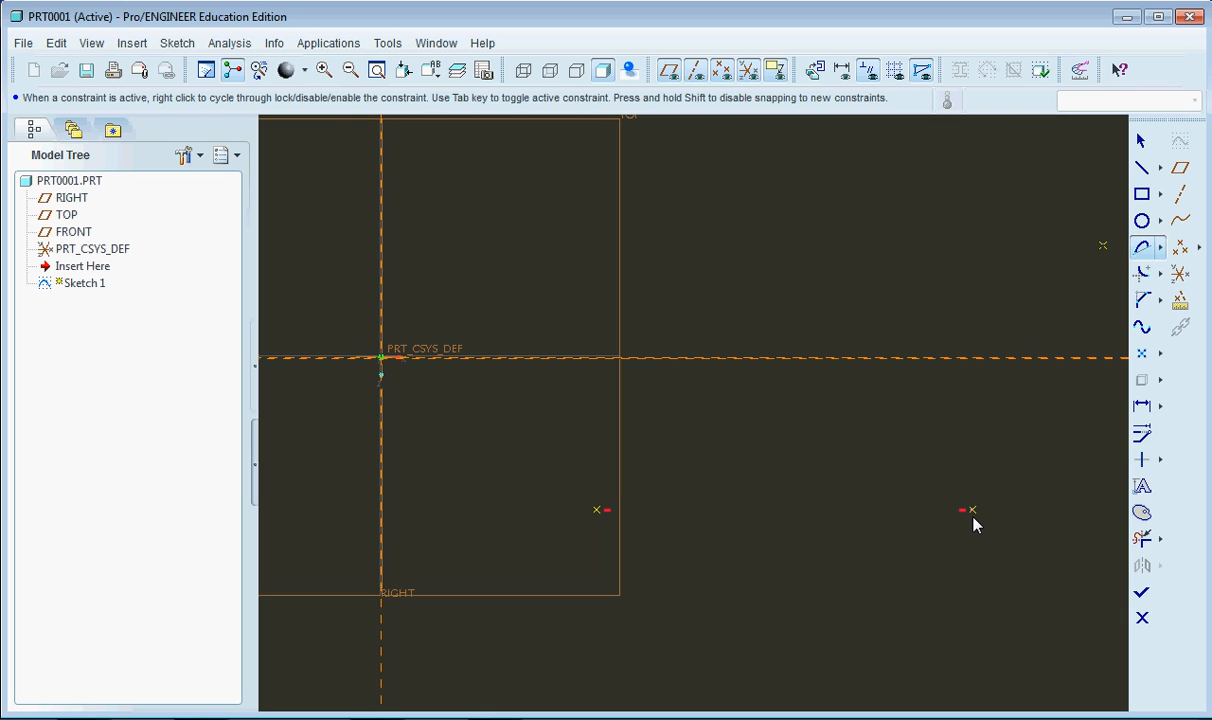 PRT0001 (Active) - Pro/ENGINEER Education Edition
File Edit View Insert Sketch Analysis Info Applications Tools Window Help
When a constraint is active, right click to cycle through lock/disable/enable the constraint. Use Tab key to toggle active constraint. Press and hold Shift to disable snapping to new constraints.
Model Tree
PRT0001.PRT
RIGHT
TOP
FRONT
PRT_CSYS_DEF
Insert Here
Sketch 1
TOP
PRT_CSYS_DEF
RIGHT